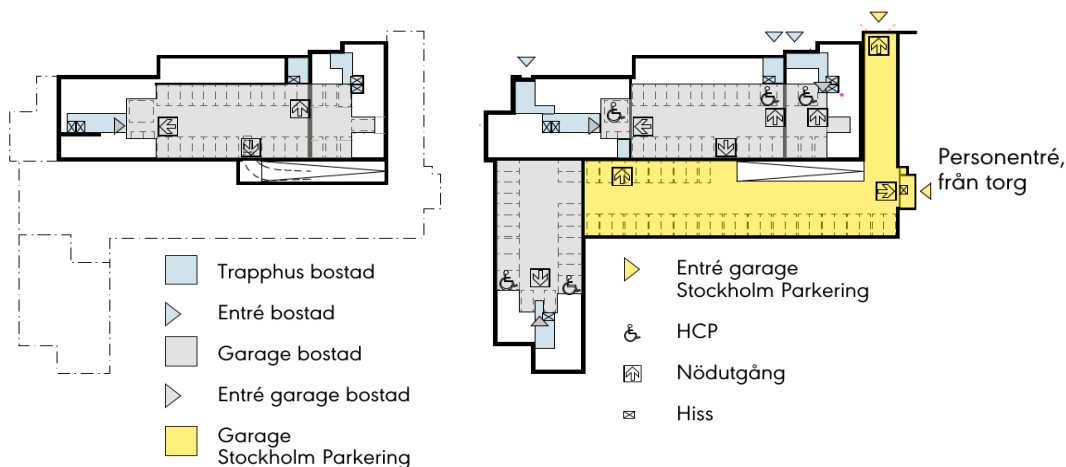 Personentré,
från torg
Trapphus bostad
Entré bostad
Garage bostad
Entré garage bostad
Garage
Stockholm Parkering
Entré garage
Stockholm Parkering
HCP
Nödutgång
Hiss